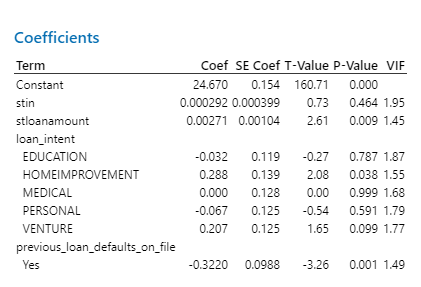 Coefficients
Term Coef SE Coef T-Value P-Value VIF
Constant 24.670 0.154 160.71 0.000
stin 0.000292 0.000399 0.73 0.464 1.95
stloanamount 0.00271 0.00104 2.61 0.009 1.45
loan_intent
EDUCATION -0.032 0.119 -0.27 0.787 1.87
HOMEIMPROVEMENT 0.288 0.139 2.08 0.038 1.55
MEDICAL 0.000 0.128 0.00 0.999 1.68
PERSONAL -0.067 0.125 -0.54 0.591 1.79
VENTURE 0.207 0.125 1.65 0.099 1.77
previous_loan_defaults_on_file
Yes -0.3220 0.0988 -3.26 0.001 1.49